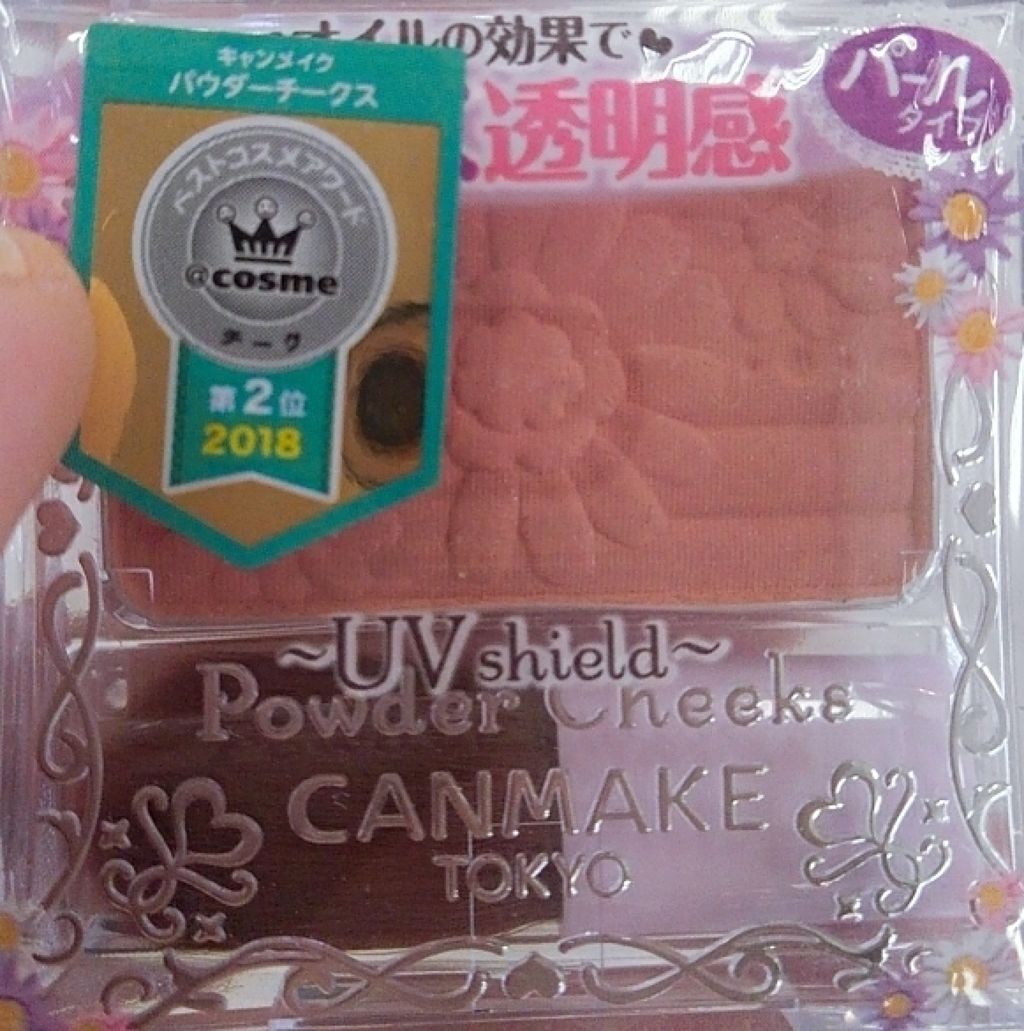 オイルの効果で♥
透明感
パール
タイプ
キャンメイク
パウダーチークス
ベストコスメアワード
@cosme
チーク
第2位
2018
~UV shield~
Powder Cheeks
CANMAKE
TOKYO